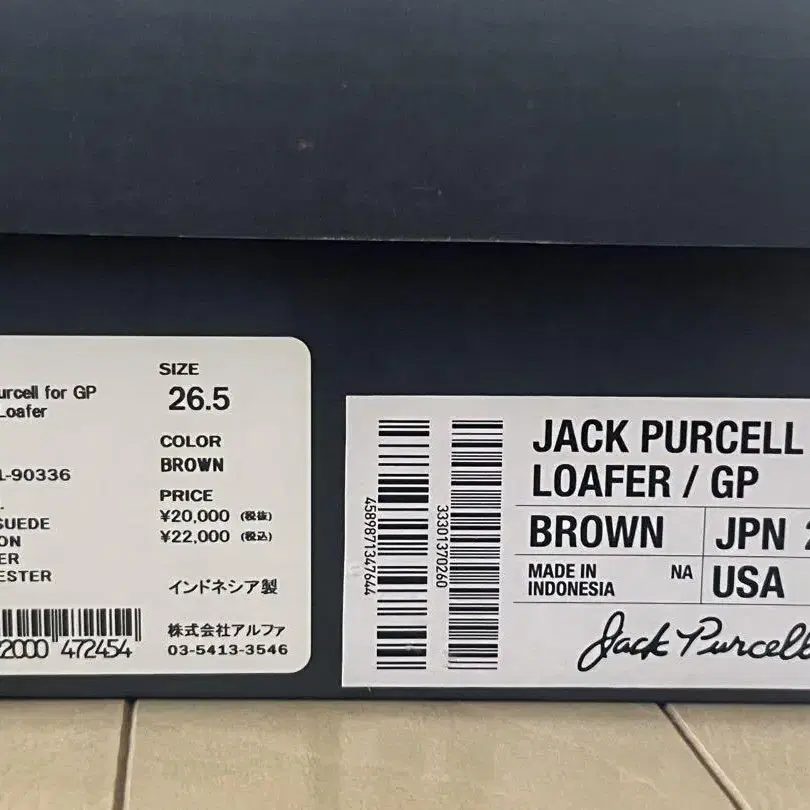 urcell for GP
Loafer
-90336
SUEDE
ON
ER
ESTER
2000 472454
SIZE
26.5
COLOR
BROWN
PRICE
¥20,000 (税抜)
¥22,000 (税込)
インドネシア製
株式会社アルファ
03-5413-3546
4589871347644
33301370260
JACK PURCELL
LOAFER / GP
BROWN
JPN 2
MADE IN
INDONESIA
NA
USA
Jack Purcell